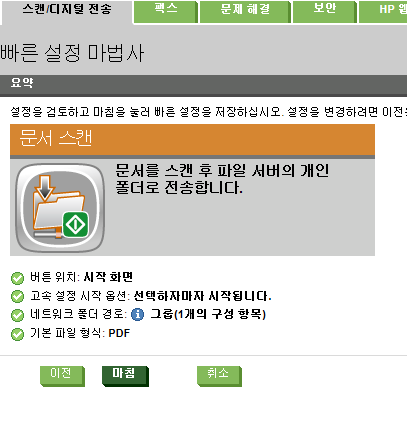 스캔/디지털 전송 팩스 문제 해결 보안 HP 웹
빠른 설정 마법사
요약
설정을 검토하고 마침을 눌러 빠른 설정을 저장하십시오. 설정을 변경하려면 이전
문서 스캔
문서를 스캔 후 파일 서버의 개인
폴더로 전송합니다.
버튼 위치: 시작 화면
고속 설정 시작 옵션: 선택하자마자 시작됩니다.
네트워크 폴더 경로: 그룹(1개의 구성 항목)
기본 파일 형식: PDF
이전 마침 취소